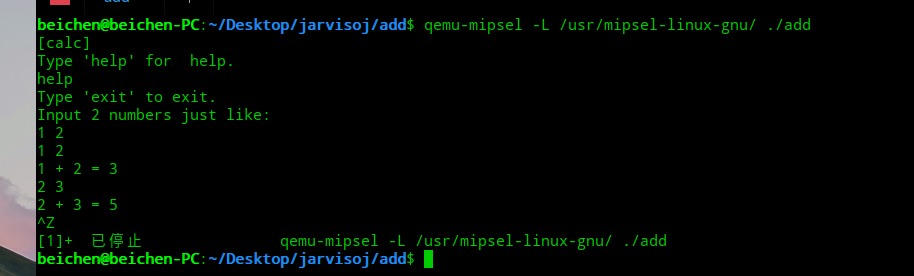 beichen@beichen-PC:~/Desktop/jarvisoj/add$ qemu-mipsel -L /usr/mipsel-linux-gnu/ ./add
[calc]
Type 'help' for  help.
help
Type 'exit' to exit.
Input 2 numbers just like:
1 2
1 2
1 + 2 = 3
2 3
2 + 3 = 5
^Z
[1]+  已停止               qemu-mipsel -L /usr/mipsel-linux-gnu/ ./add
beichen@beichen-PC:~/Desktop/jarvisoj/add$